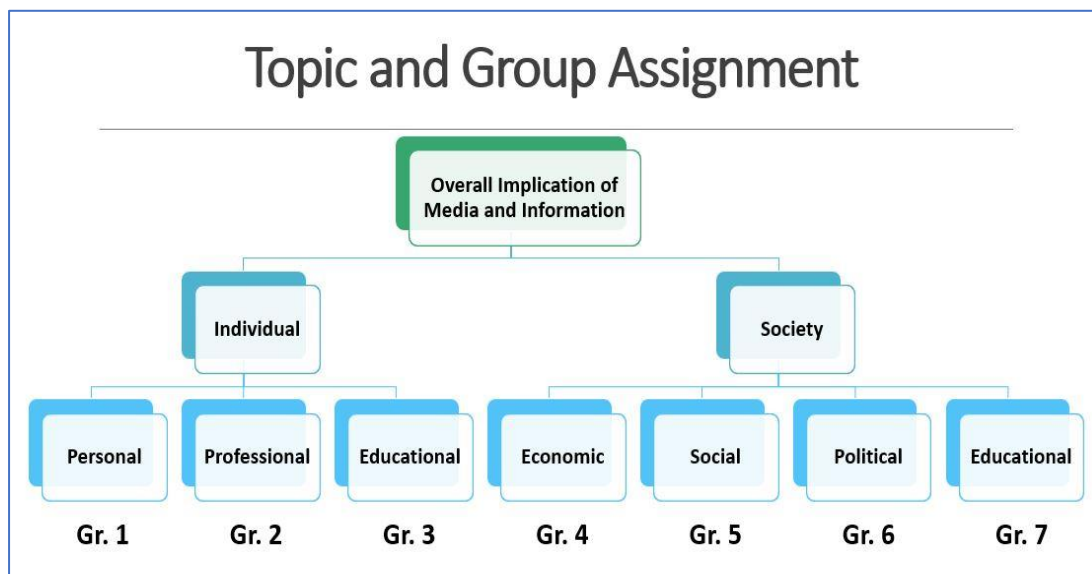 Topic and Group Assignment
Overall Implication of
Media and Information
Individual
Society
Personal
Professional
Educational
Economic
Social
Political
Educational
Gr. 1
Gr. 2
Gr. 3
Gr. 4
Gr. 5
Gr. 6
Gr. 7